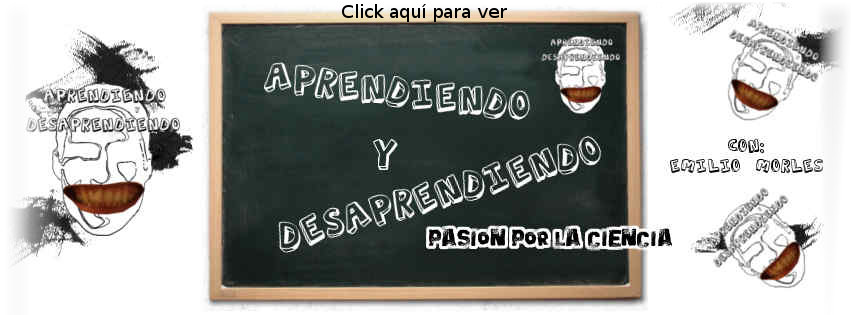 Click aquí para ver
APRENDIENDO
Y
DESAPRENDIENDO
PASION POR LA CIENCIA
APRENDIENDO
Y
DESAPRENDIENDO
APRENDIENDO
DESAPRENDIENDO
APRENDIENDO
DESAPRENDIENDO
CON:
EMILIO MORLES
APRENDIENDO
DESAPRENDIENDO